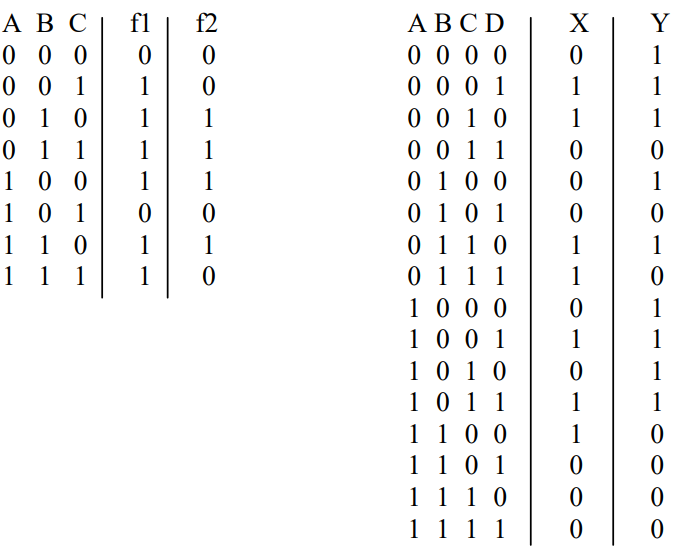 A B C f1 f2
0 0 0 0 0
0 0 1 1 0
0 1 0 1 1
0 1 1 1 1
1 0 0 1 1
1 0 1 0 0
1 1 0 1 1
1 1 1 1 0
A B C D X Y
0 0 0 0 0 1
0 0 0 1 1 1
0 0 1 0 1 1
0 0 1 1 0 0
0 1 0 0 0 1
0 1 0 1 0 0
0 1 1 0 1 1
0 1 1 1 1 0
1 0 0 0 0 1
1 0 0 1 1 1
1 0 1 0 0 1
1 0 1 1 1 1
1 1 0 0 1 0
1 1 0 1 0 0
1 1 1 0 0 0
1 1 1 1 0 0